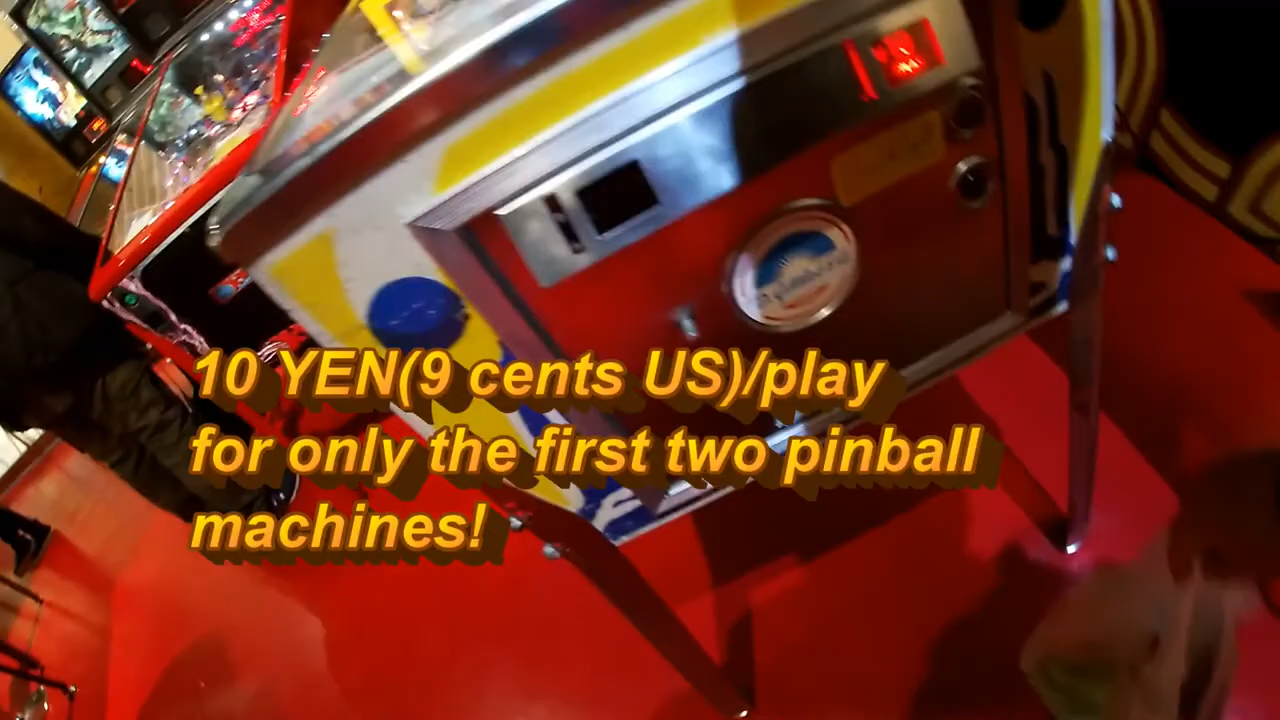 10 YEN(9 cents US)/play
for only the first two pinball
machines!